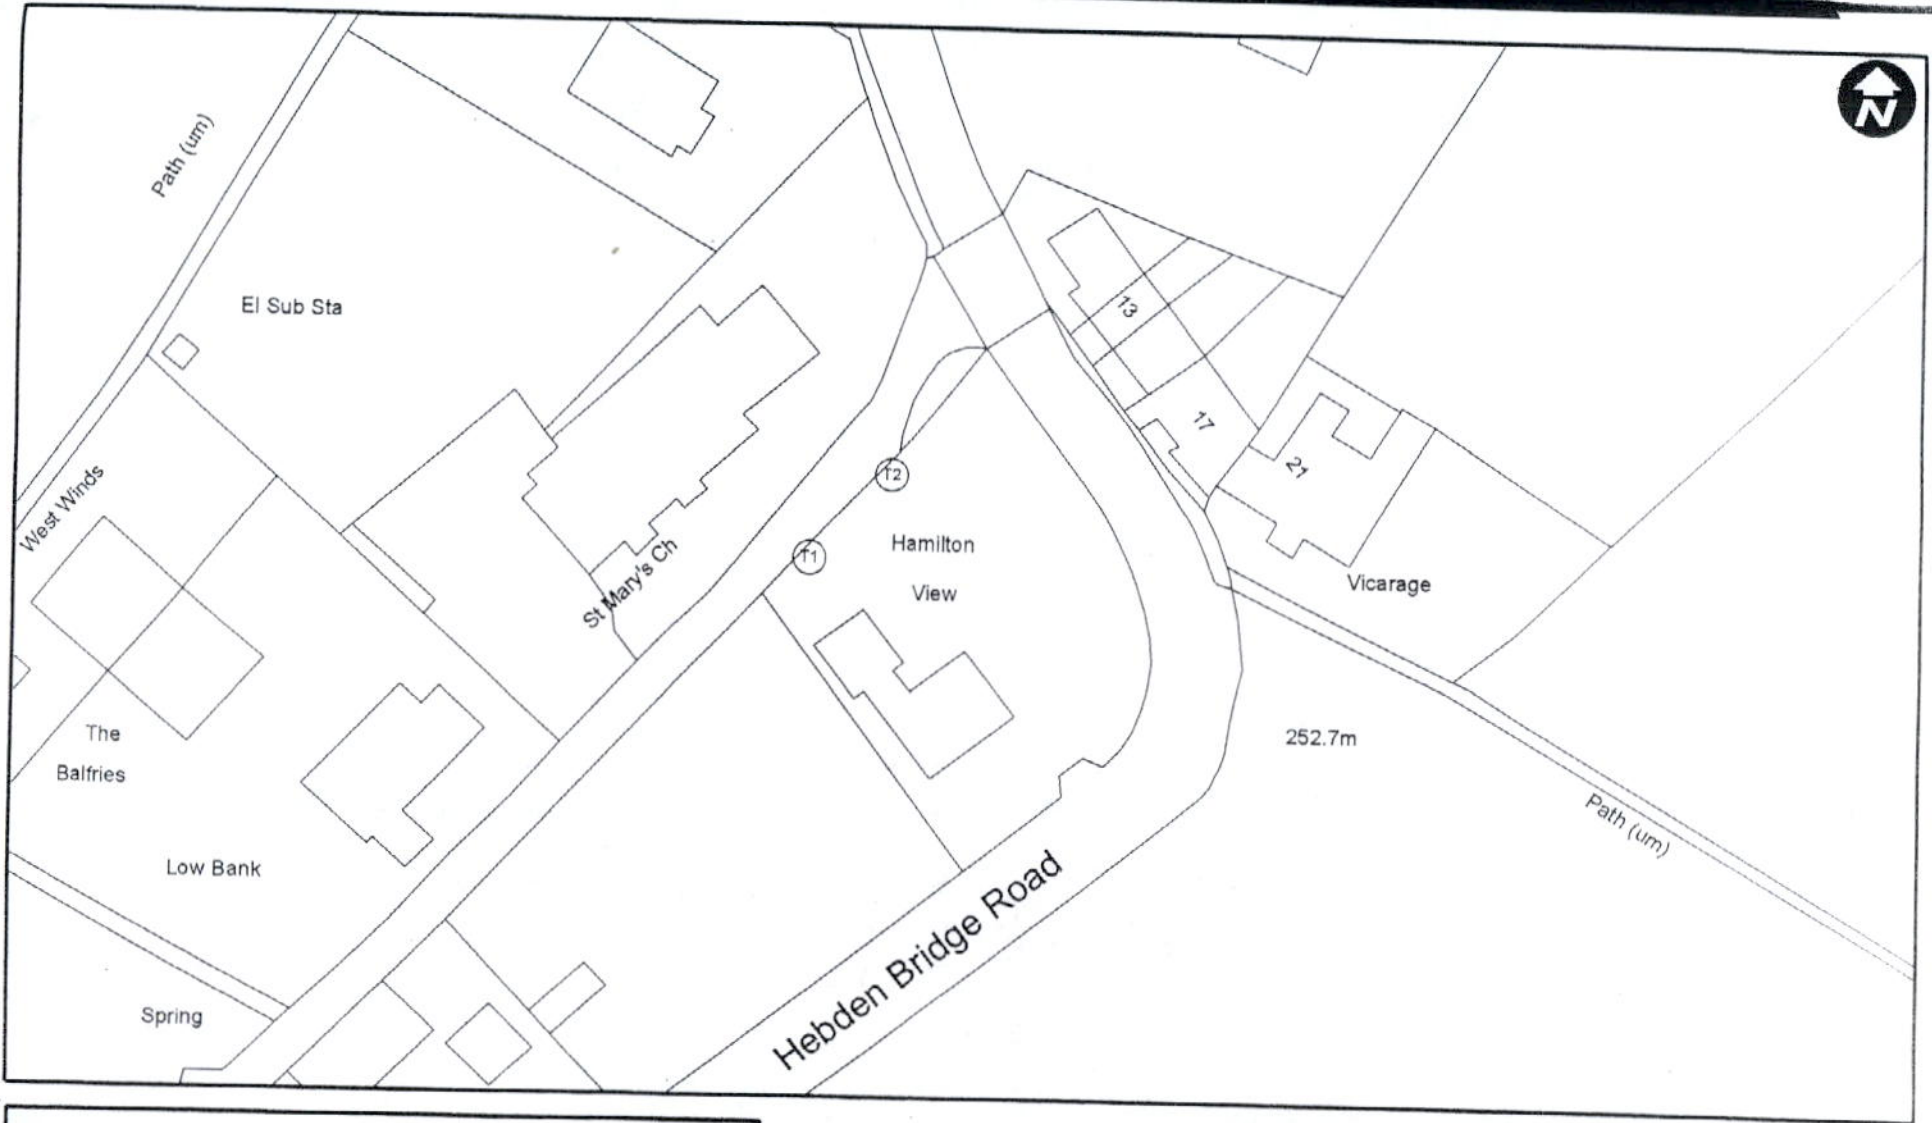 N
Path (um)
El Sub Sta
13
17
21
West Winds
T2
T1
St Mary's Ch
Hamilton
View
Vicarage
252.7m
The
Balfries
Path (um)
Low Bank
Hebden Bridge Road
Spring